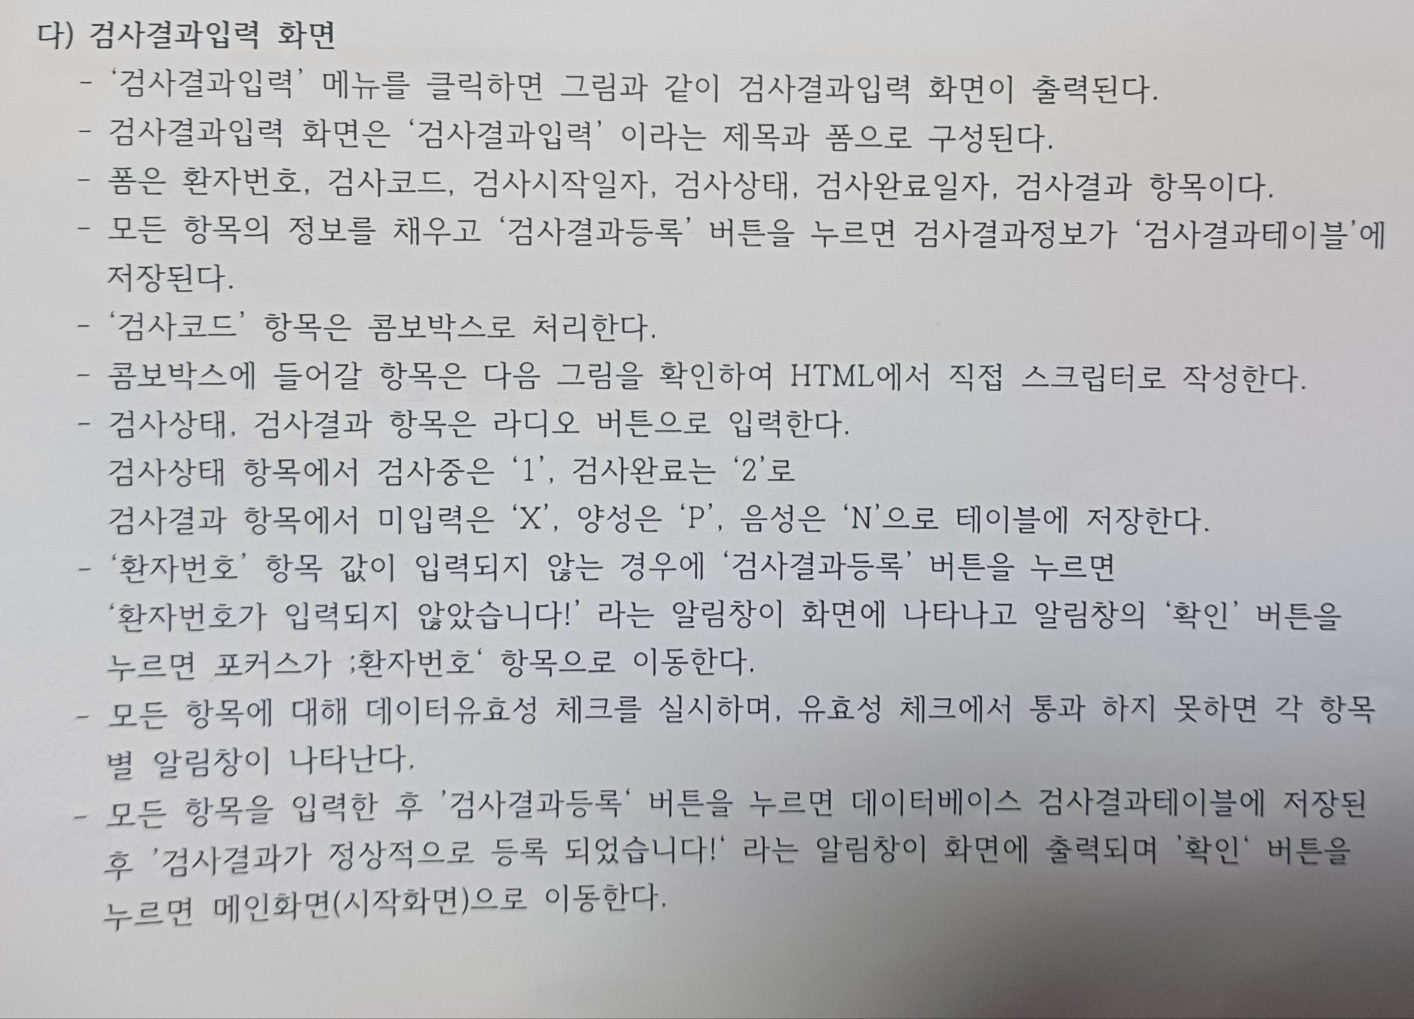 다) 검사결과입력 화면
- ‘검사결과입력’ 메뉴를 클릭하면 그림과 같이 검사결과입력 화면이 출력된다.
- 검사결과입력 화면은 ‘검사결과입력’ 이라는 제목과 폼으로 구성된다.
- 폼은 환자번호, 검사코드, 검사시작일자, 검사상태, 검사완료일자, 검사결과 항목이다.
- 모든 항목의 정보를 채우고 ‘검사결과등록’ 버튼을 누르면 검사결과정보가 ‘검사결과테이블’에
저장된다.
- ‘검사코드’ 항목은 콤보박스로 처리한다.
- 콤보박스에 들어갈 항목은 다음 그림을 확인하여 HTML에서 직접 스크립터로 작성한다.
- 검사상태, 검사결과 항목은 라디오 버튼으로 입력한다.
검사상태 항목에서 검사중은 ‘1’, 검사완료는 ‘2’로
검사결과 항목에서 미입력은 ‘X’, 양성은 ‘P’, 음성은 ‘N’으로 테이블에 저장한다.
- ‘환자번호’ 항목 값이 입력되지 않는 경우에 ‘검사결과등록’ 버튼을 누르면
‘환자번호가 입력되지 않았습니다!’ 라는 알림창이 화면에 나타나고 알림창의 ‘확인’ 버튼을
누르면 포커스가 ;환자번호‘ 항목으로 이동한다.
- 모든 항목에 대해 데이터유효성 체크를 실시하며, 유효성 체크에서 통과 하지 못하면 각 항목
별 알림창이 나타난다.
- 모든 항목을 입력한 후 ’검사결과등록‘ 버튼을 누르면 데이터베이스 검사결과테이블에 저장된
후 ’검사결과가 정상적으로 등록 되었습니다!‘ 라는 알림창이 화면에 출력되며 ’확인‘ 버튼을
누르면 메인화면(시작화면)으로 이동한다.